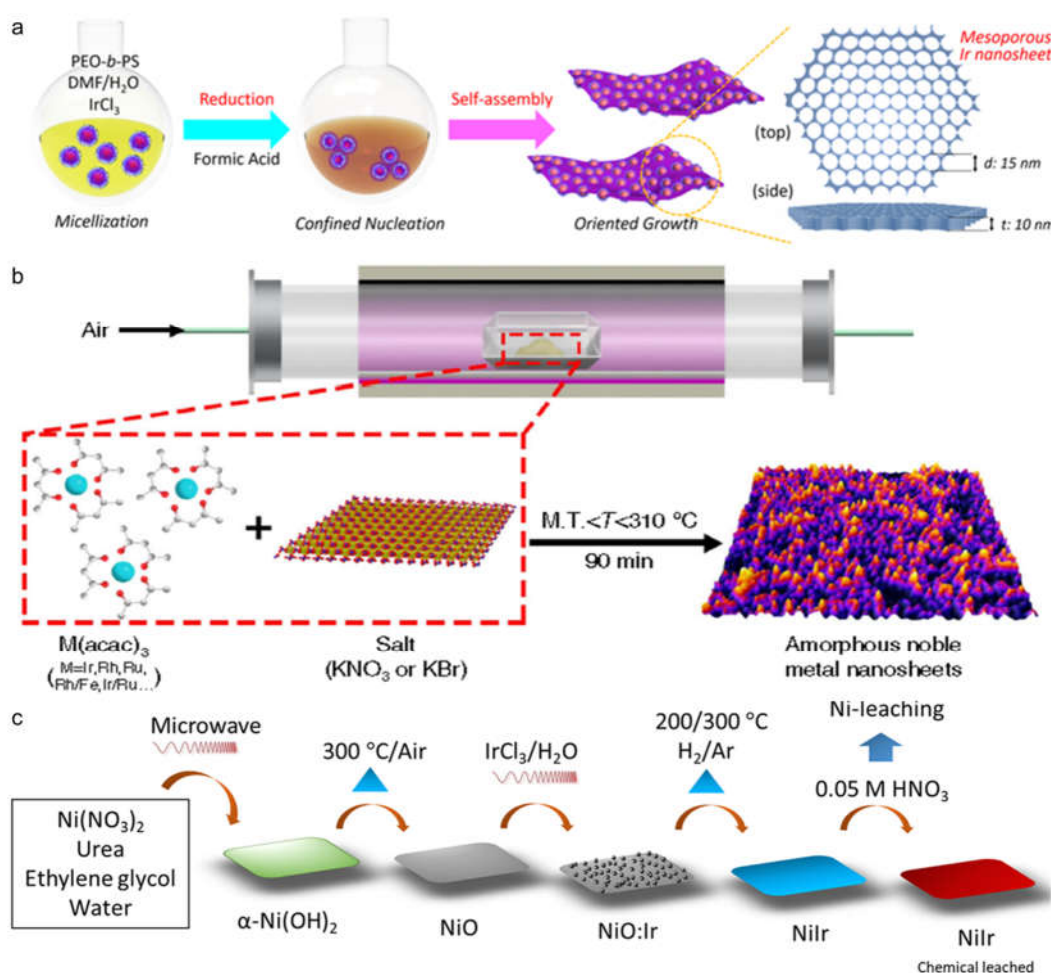 a
PEO-b-PS
DMF/H₂O
IrCl₃
Micellization
Reduction
Formic Acid
Confined Nucleation
Self-assembly
Oriented Growth
Mesoporous
Ir nanosheet
(top)
d: 15 nm
(side)
t: 10 nm
b
Air
M(acac)₃
(M=Ir,Rh,Ru,
Rh/Fe,Ir/Ru...)
+
Salt
(KNO₃ or KBr)
M.T.<T<310 °C
90 min
Amorphous noble
metal nanosheets
c
Microwave
300 °C/Air
IrCl₃/H₂O
200/300 °C
H₂/Ar
Ni-leaching
0.05 M HNO₃
Ni(NO₃)₂
Urea
Ethylene glycol
Water
α-Ni(OH)₂
NiO
NiO:Ir
NiIr
NiIr
Chemical leached